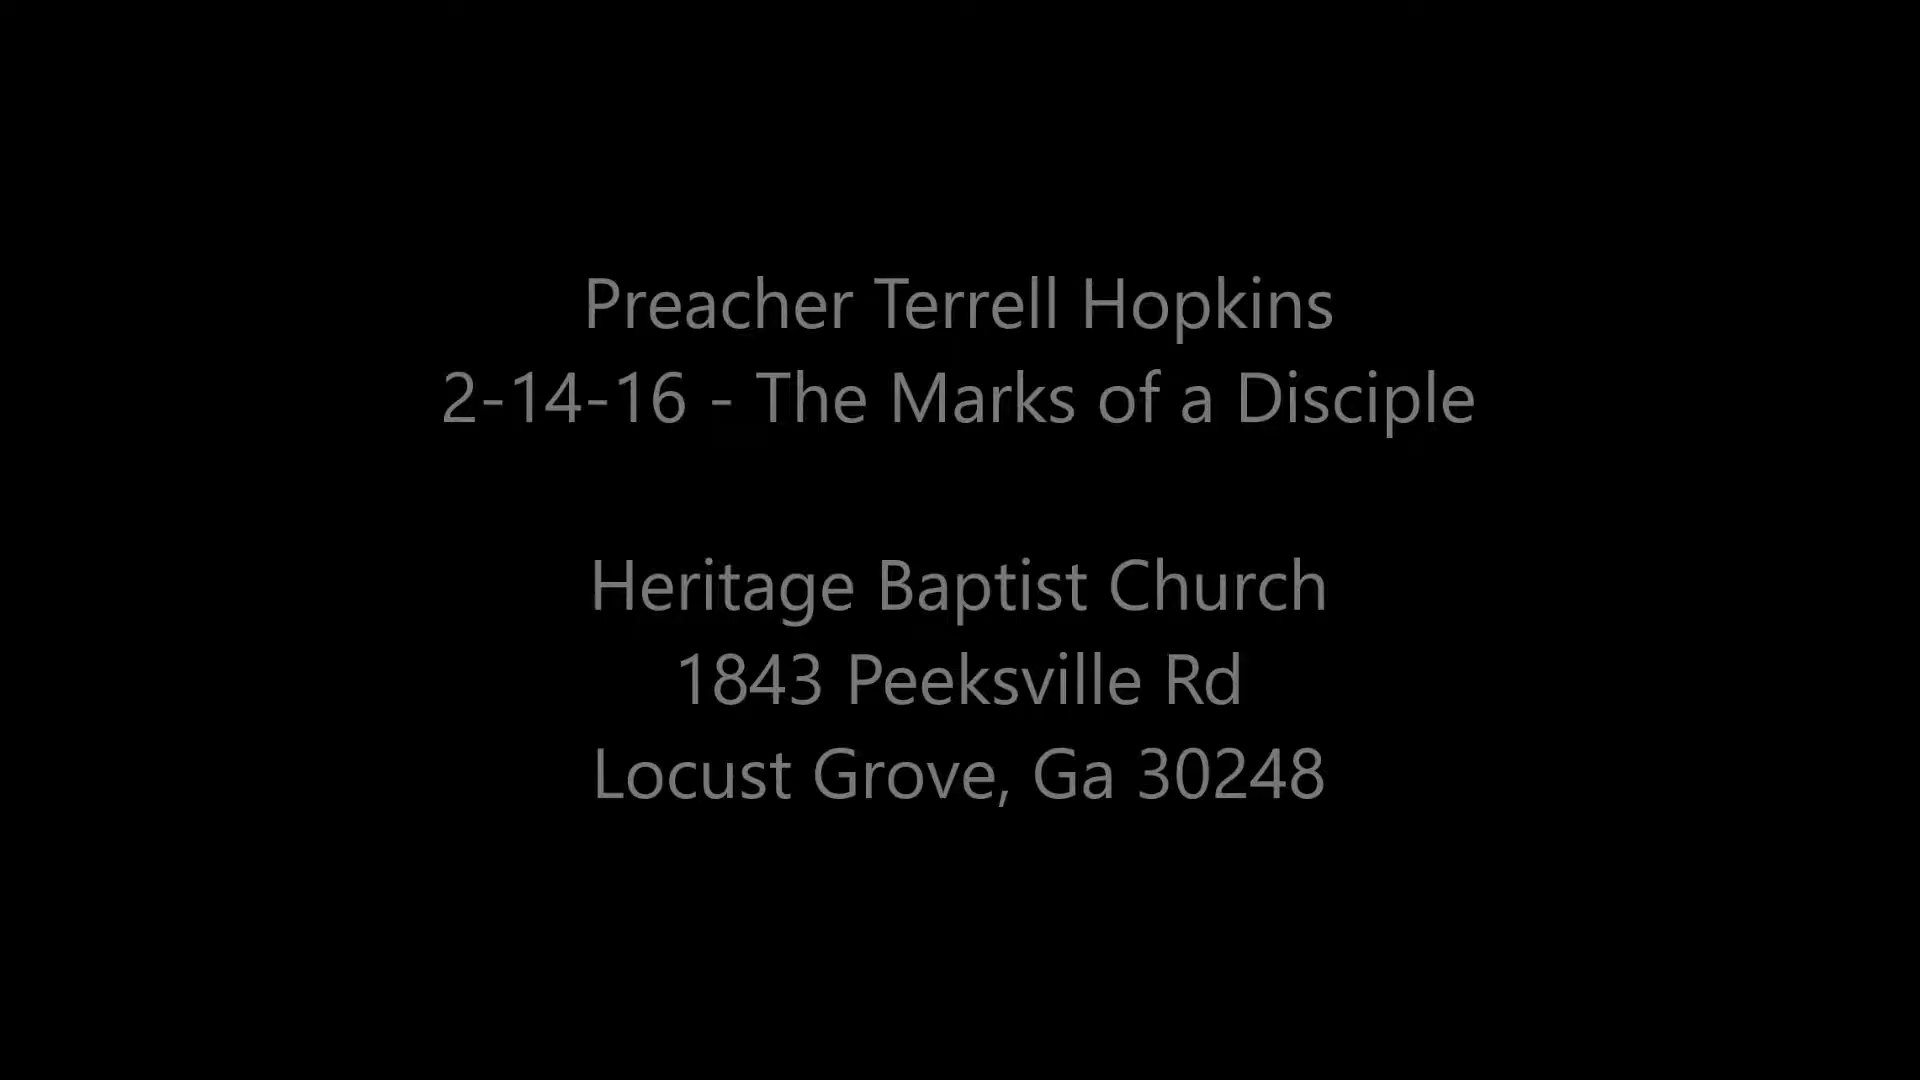 Preacher Terrell Hopkins
2-14-16 - The Marks of a Disciple
Heritage Baptist Church
1843 Peeksville Rd
Locust Grove, Ga 30248